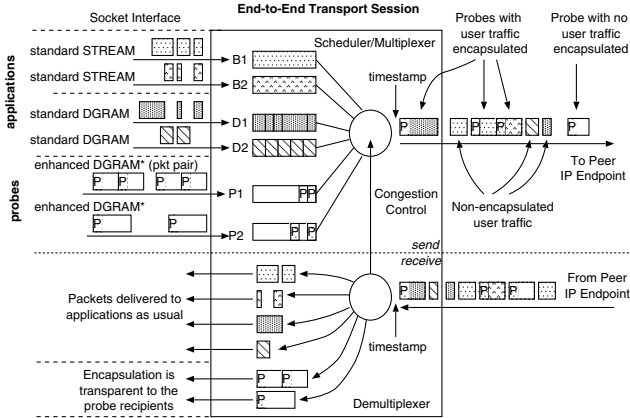 End-to-End Transport Session
Socket Interface
Scheduler/Multiplexer
Probes with
user traffic
encapsulated
Probe with no
user traffic
encapsulated
applications
standard STREAM
B1
standard STREAM
B2
timestamp
standard DGRAM
D1
standard DGRAM
D2
P
P
P
P
To Peer
IP Endpoint
probes
enhanced DGRAM* (pkt pair)
P P P P
P1
P P
enhanced DGRAM*
P P
P2
P P
Congestion
Control
Non-encapsulated
user traffic
send
receive
From Peer
IP Endpoint
P P P
Packets delivered to
applications as usual
timestamp
Encapsulation is
transparent to the
probe recipients
P P
P
Demultiplexer